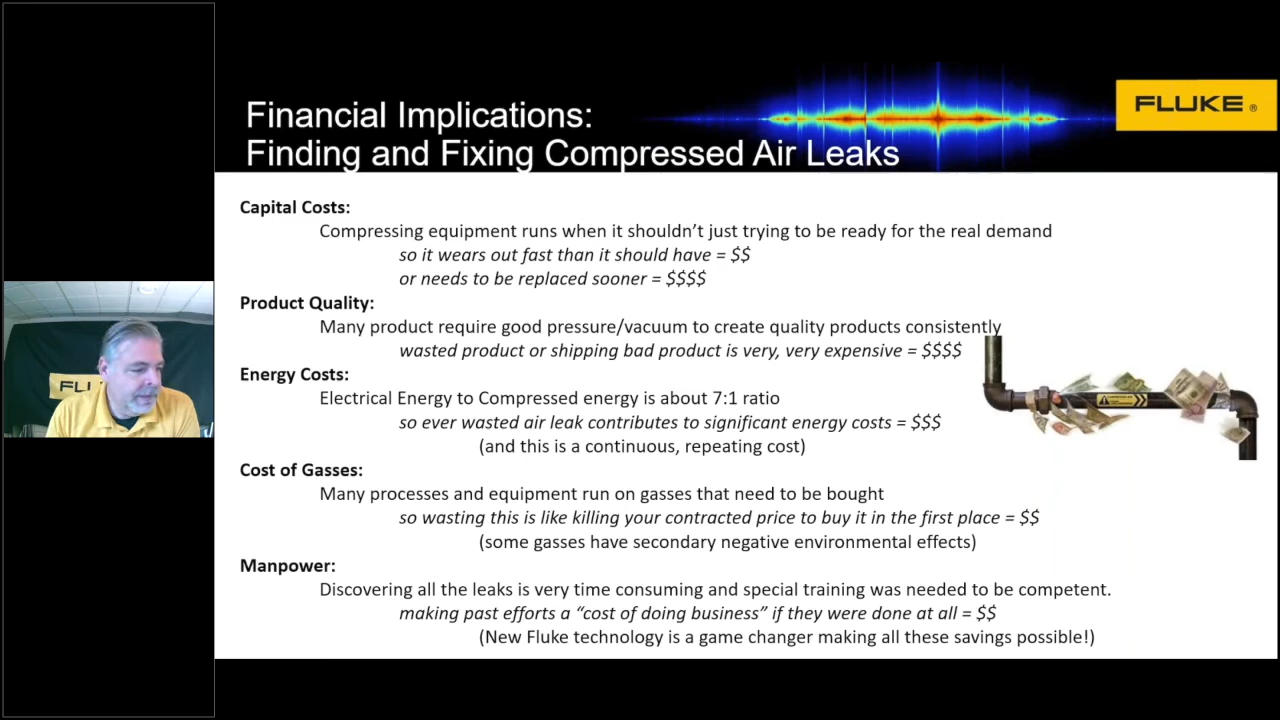 Financial Implications:
Finding and Fixing Compressed Air Leaks
FLUKE ®
Capital Costs:
Compressing equipment runs when it shouldn’t just trying to be ready for the real demand
so it wears out fast than it should have = $$
or needs to be replaced sooner = $$$$
Product Quality:
Many product require good pressure/vacuum to create quality products consistently
wasted product or shipping bad product is very, very expensive = $$$$
Energy Costs:
Electrical Energy to Compressed energy is about 7:1 ratio
so ever wasted air leak contributes to significant energy costs = $$$
(and this is a continuous, repeating cost)
Cost of Gasses:
Many processes and equipment run on gasses that need to be bought
so wasting this is like killing your contracted price to buy it in the first place = $$
(some gasses have secondary negative environmental effects)
Manpower:
Discovering all the leaks is very time consuming and special training was needed to be competent.
making past efforts a “cost of doing business” if they were done at all = $$
(New Fluke technology is a game changer making all these savings possible!)
FLU